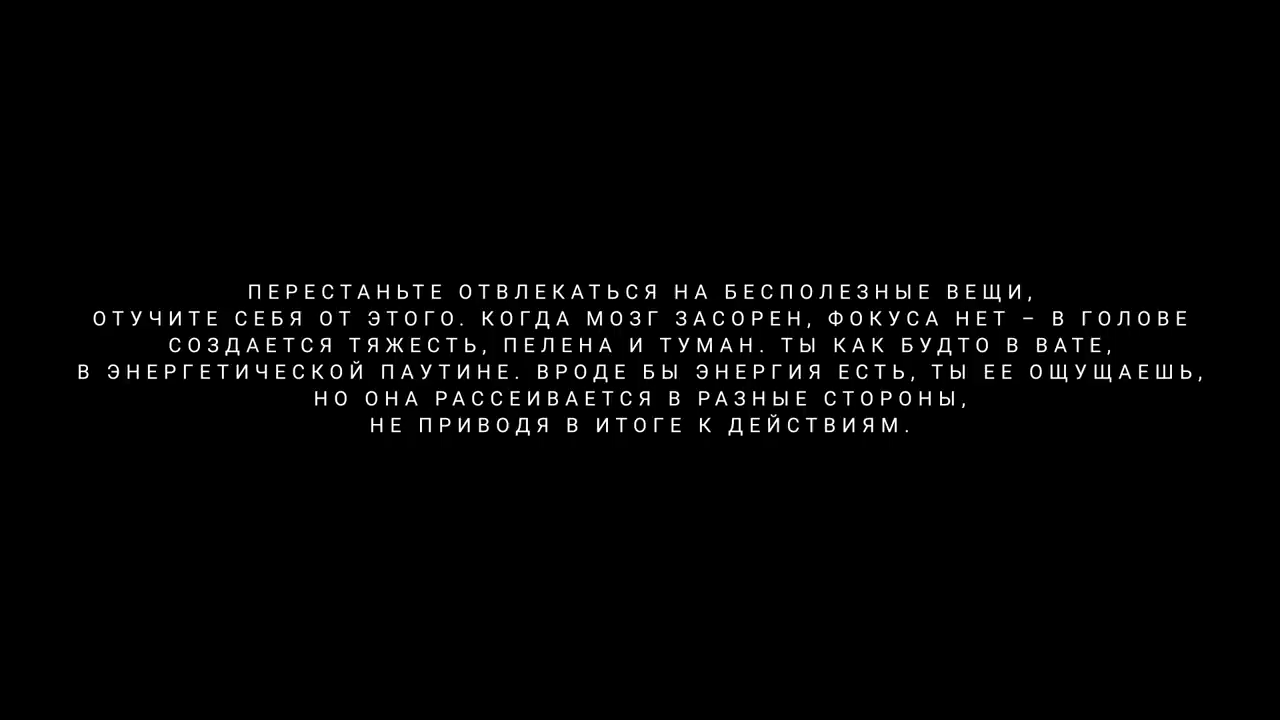 ПЕРЕСТАНЬТЕ ОТВЛЕКАТЬСЯ НА БЕСПОЛЕЗНЫЕ ВЕЩИ,
ОТУЧИТЕ СЕБЯ ОТ ЭТОГО. КОГДА МОЗГ ЗАСОРЕН, ФОКУСА НЕТ – В ГОЛОВЕ
СОЗДАЕТСЯ ТЯЖЕСТЬ, ПЕЛЕНА И ТУМАН. ТЫ КАК БУДТО В ВАТЕ,
В ЭНЕРГЕТИЧЕСКОЙ ПАУТИНЕ. ВРОДЕ БЫ ЭНЕРГИЯ ЕСТЬ, ТЫ ЕЕ ОЩУЩАЕШЬ,
НО ОНА РАССЕИВАЕТСЯ В РАЗНЫЕ СТОРОНЫ,
НЕ ПРИВОДЯ В ИТОГЕ К ДЕЙСТВИЯМ.